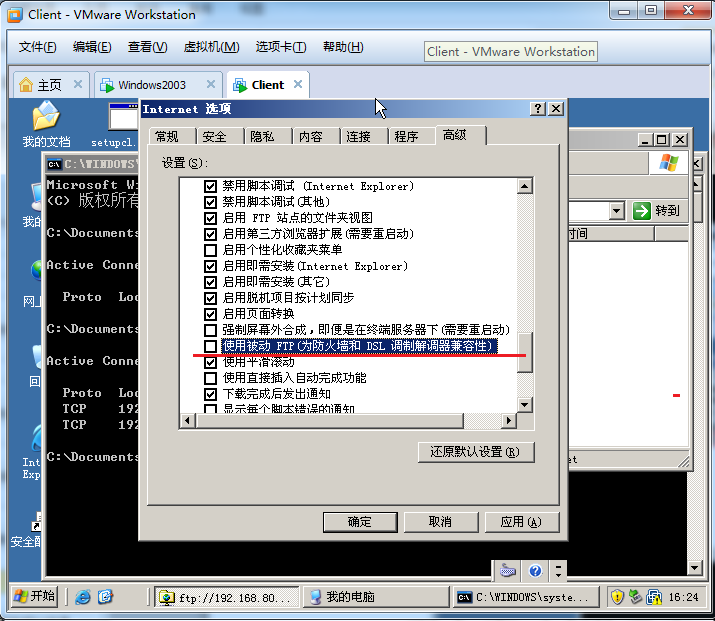 Client - VMware Workstation
文件(F) 编辑(E) 查看(V) 虚拟机(M) 选项卡(T) 帮助(H)
Client - VMware Workstation
主页 Windows2003 Client
我的文档
setupcl.
Internet 选项
常规 安全 隐私 内容 连接 程序 高级
设置(S):
禁用脚本调试 (Internet Explorer)
禁用脚本调试(其他)
启用 FTP 站点的文件夹视图
启用第三方浏览器扩展(需要重启动)
启用个性化收藏夹菜单
启用即需安装(Internet Explorer)
启用即需安装(其它)
启用脱机项目按计划同步
启用页面转换
强制屏幕外合成，即便是在终端服务器下(需要重启动)
使用被动 FTP(为防火墙和 DSL 调制解调器兼容性)
使用平滑滚动
使用直接插入自动完成功能
下载完成后发出通知
显示每个脚本错误的通知
还原默认设置(R)
确定 取消 应用(A)
C:\WINDOWS\
Microsoft Wi
(C) 版权所有
C:\Documents
Active Conne
Proto Loc
C:\Documents
Active Conne
Proto Loc
TCP 192
TCP 192
C:\Documents
我的
网上
回
Int
Exp
安全配
转到
时间
et
开始 ftp://192.168.80... 我的电脑 C:\WINDOWS\syste... 16:24